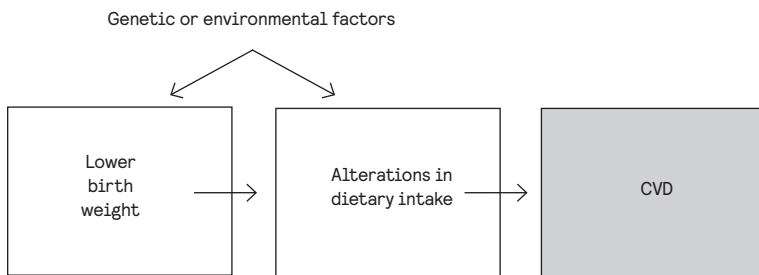 Genetic or environmental factors
Lower
birth
weight
Alterations in
dietary intake
CVD